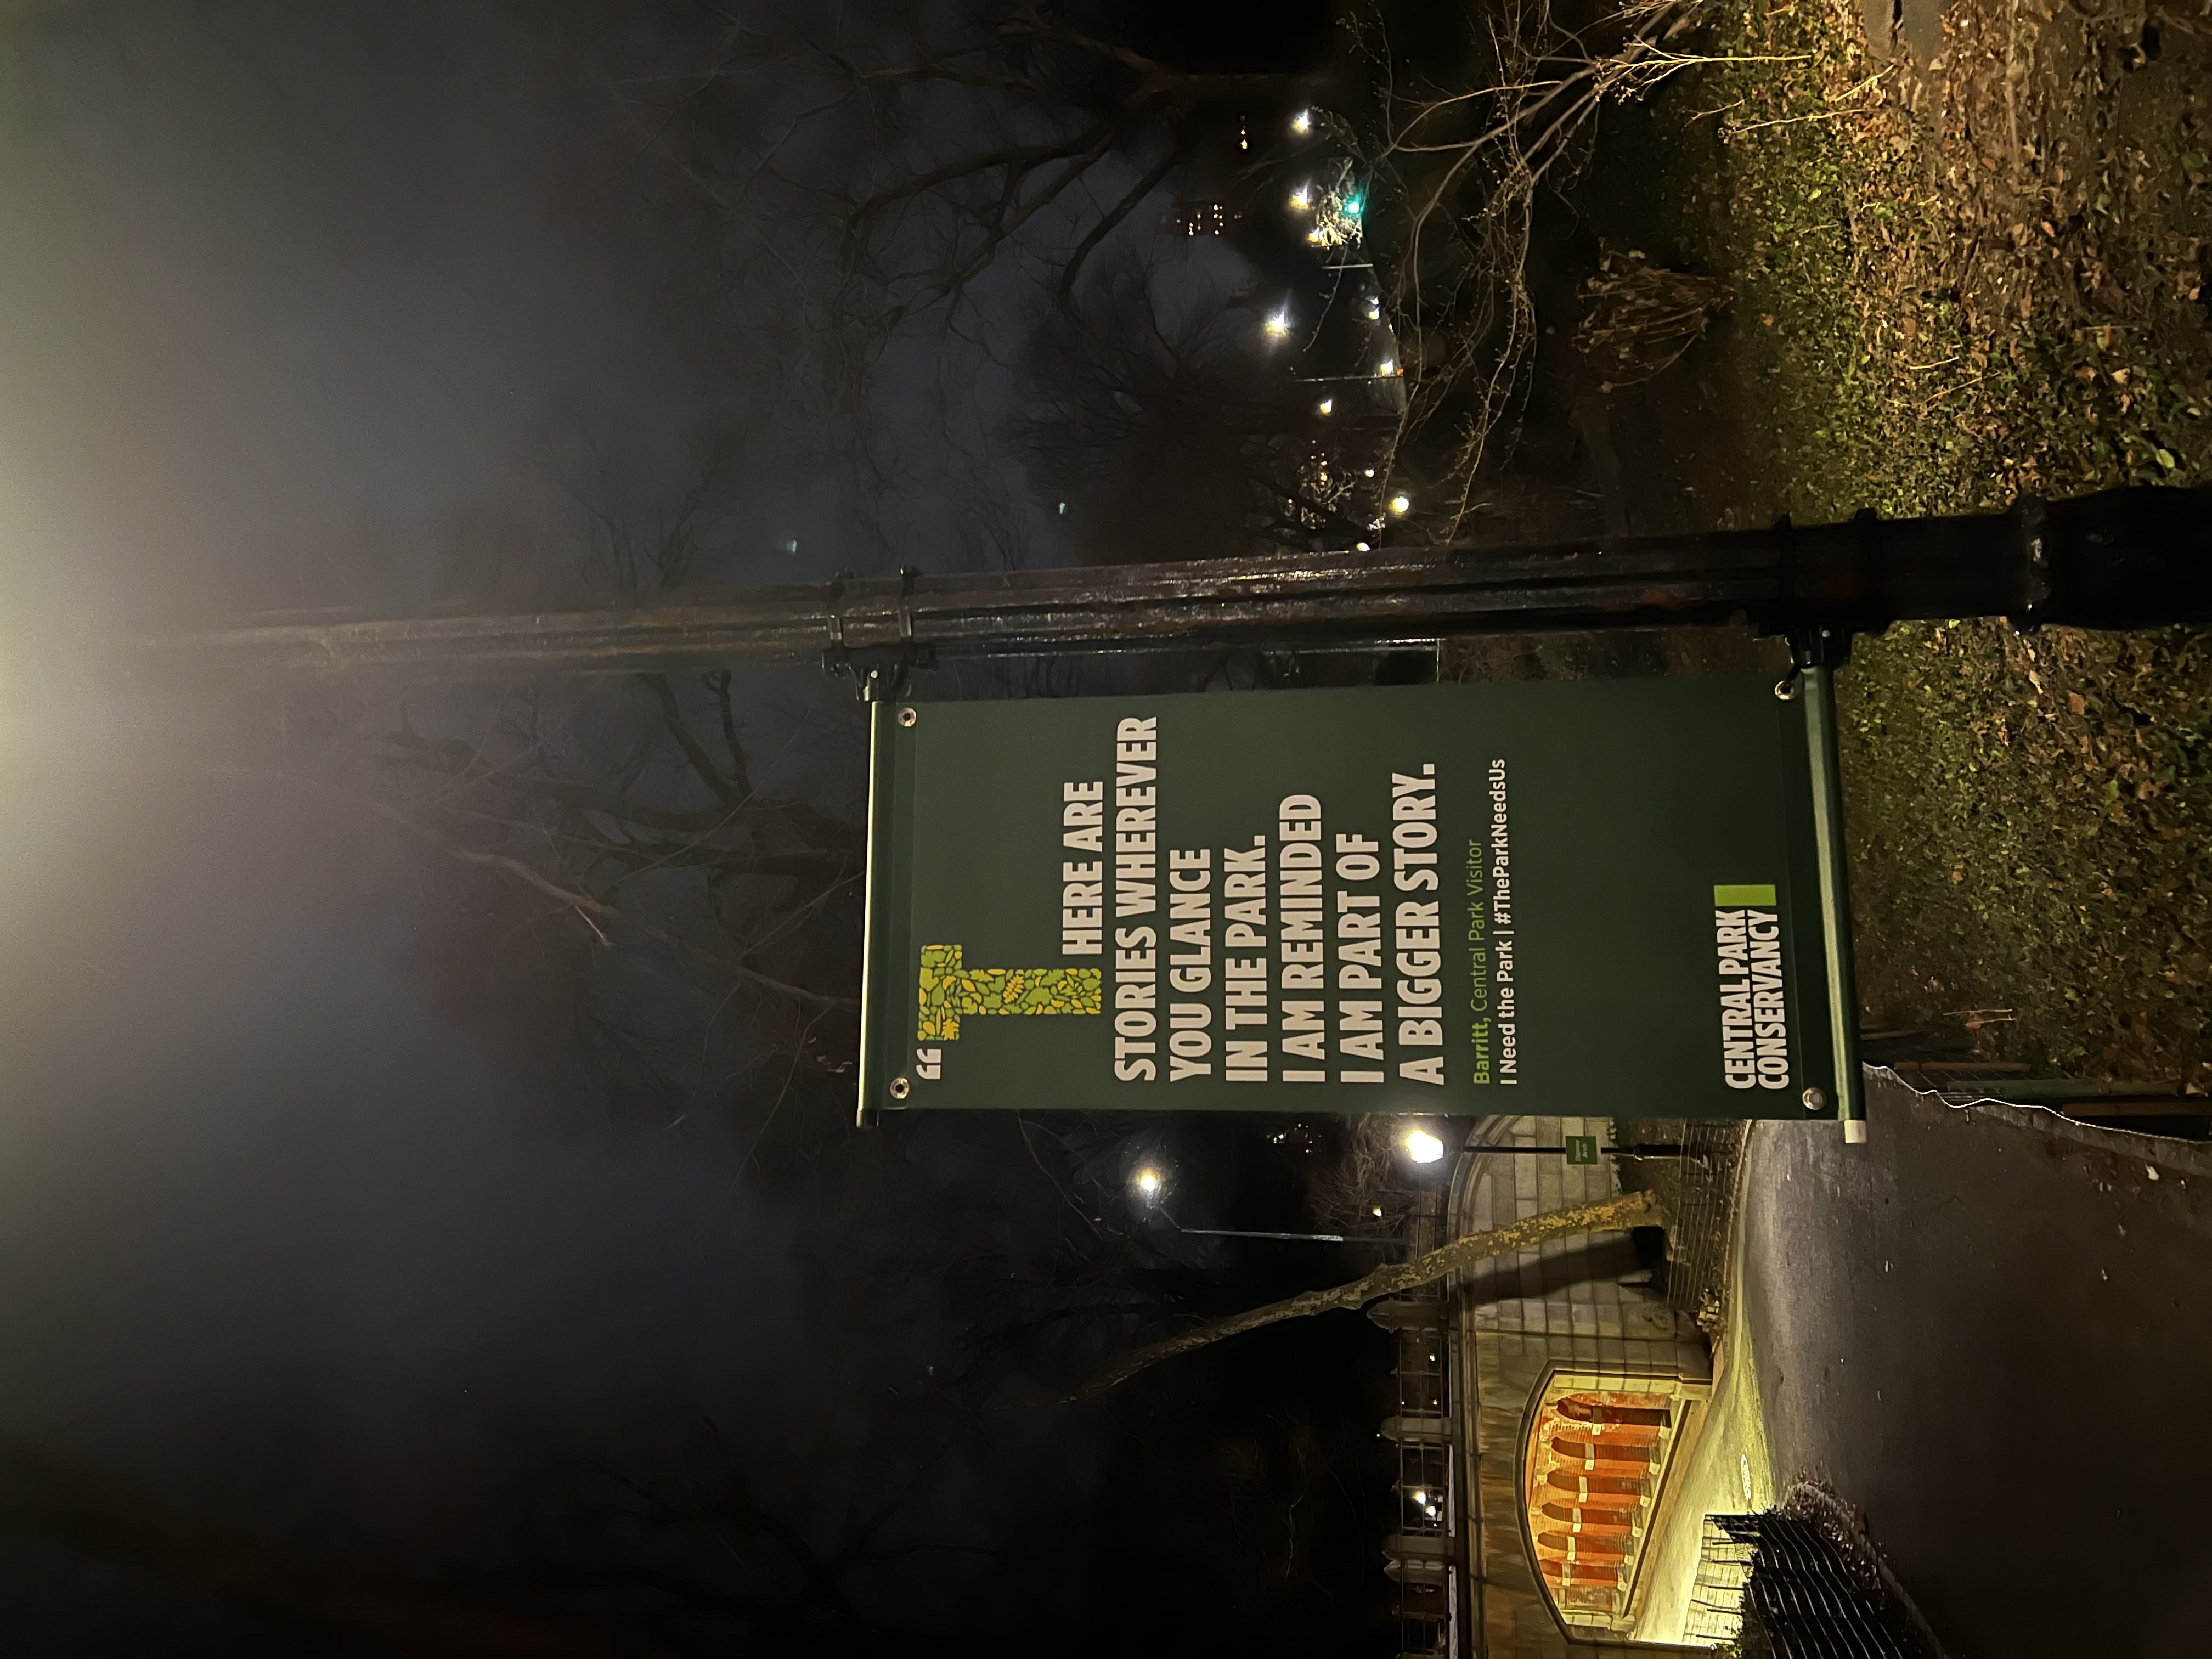 “THERE ARE
STORIES WHEREVER
YOU GLANCE
IN THE PARK.
I AM REMINDED
I AM PART OF
A BIGGER STORY.
Barritt, Central Park Visitor
I Need the Park | #TheParkNeedsUs
CENTRAL PARK
CONSERVANCY
Arch